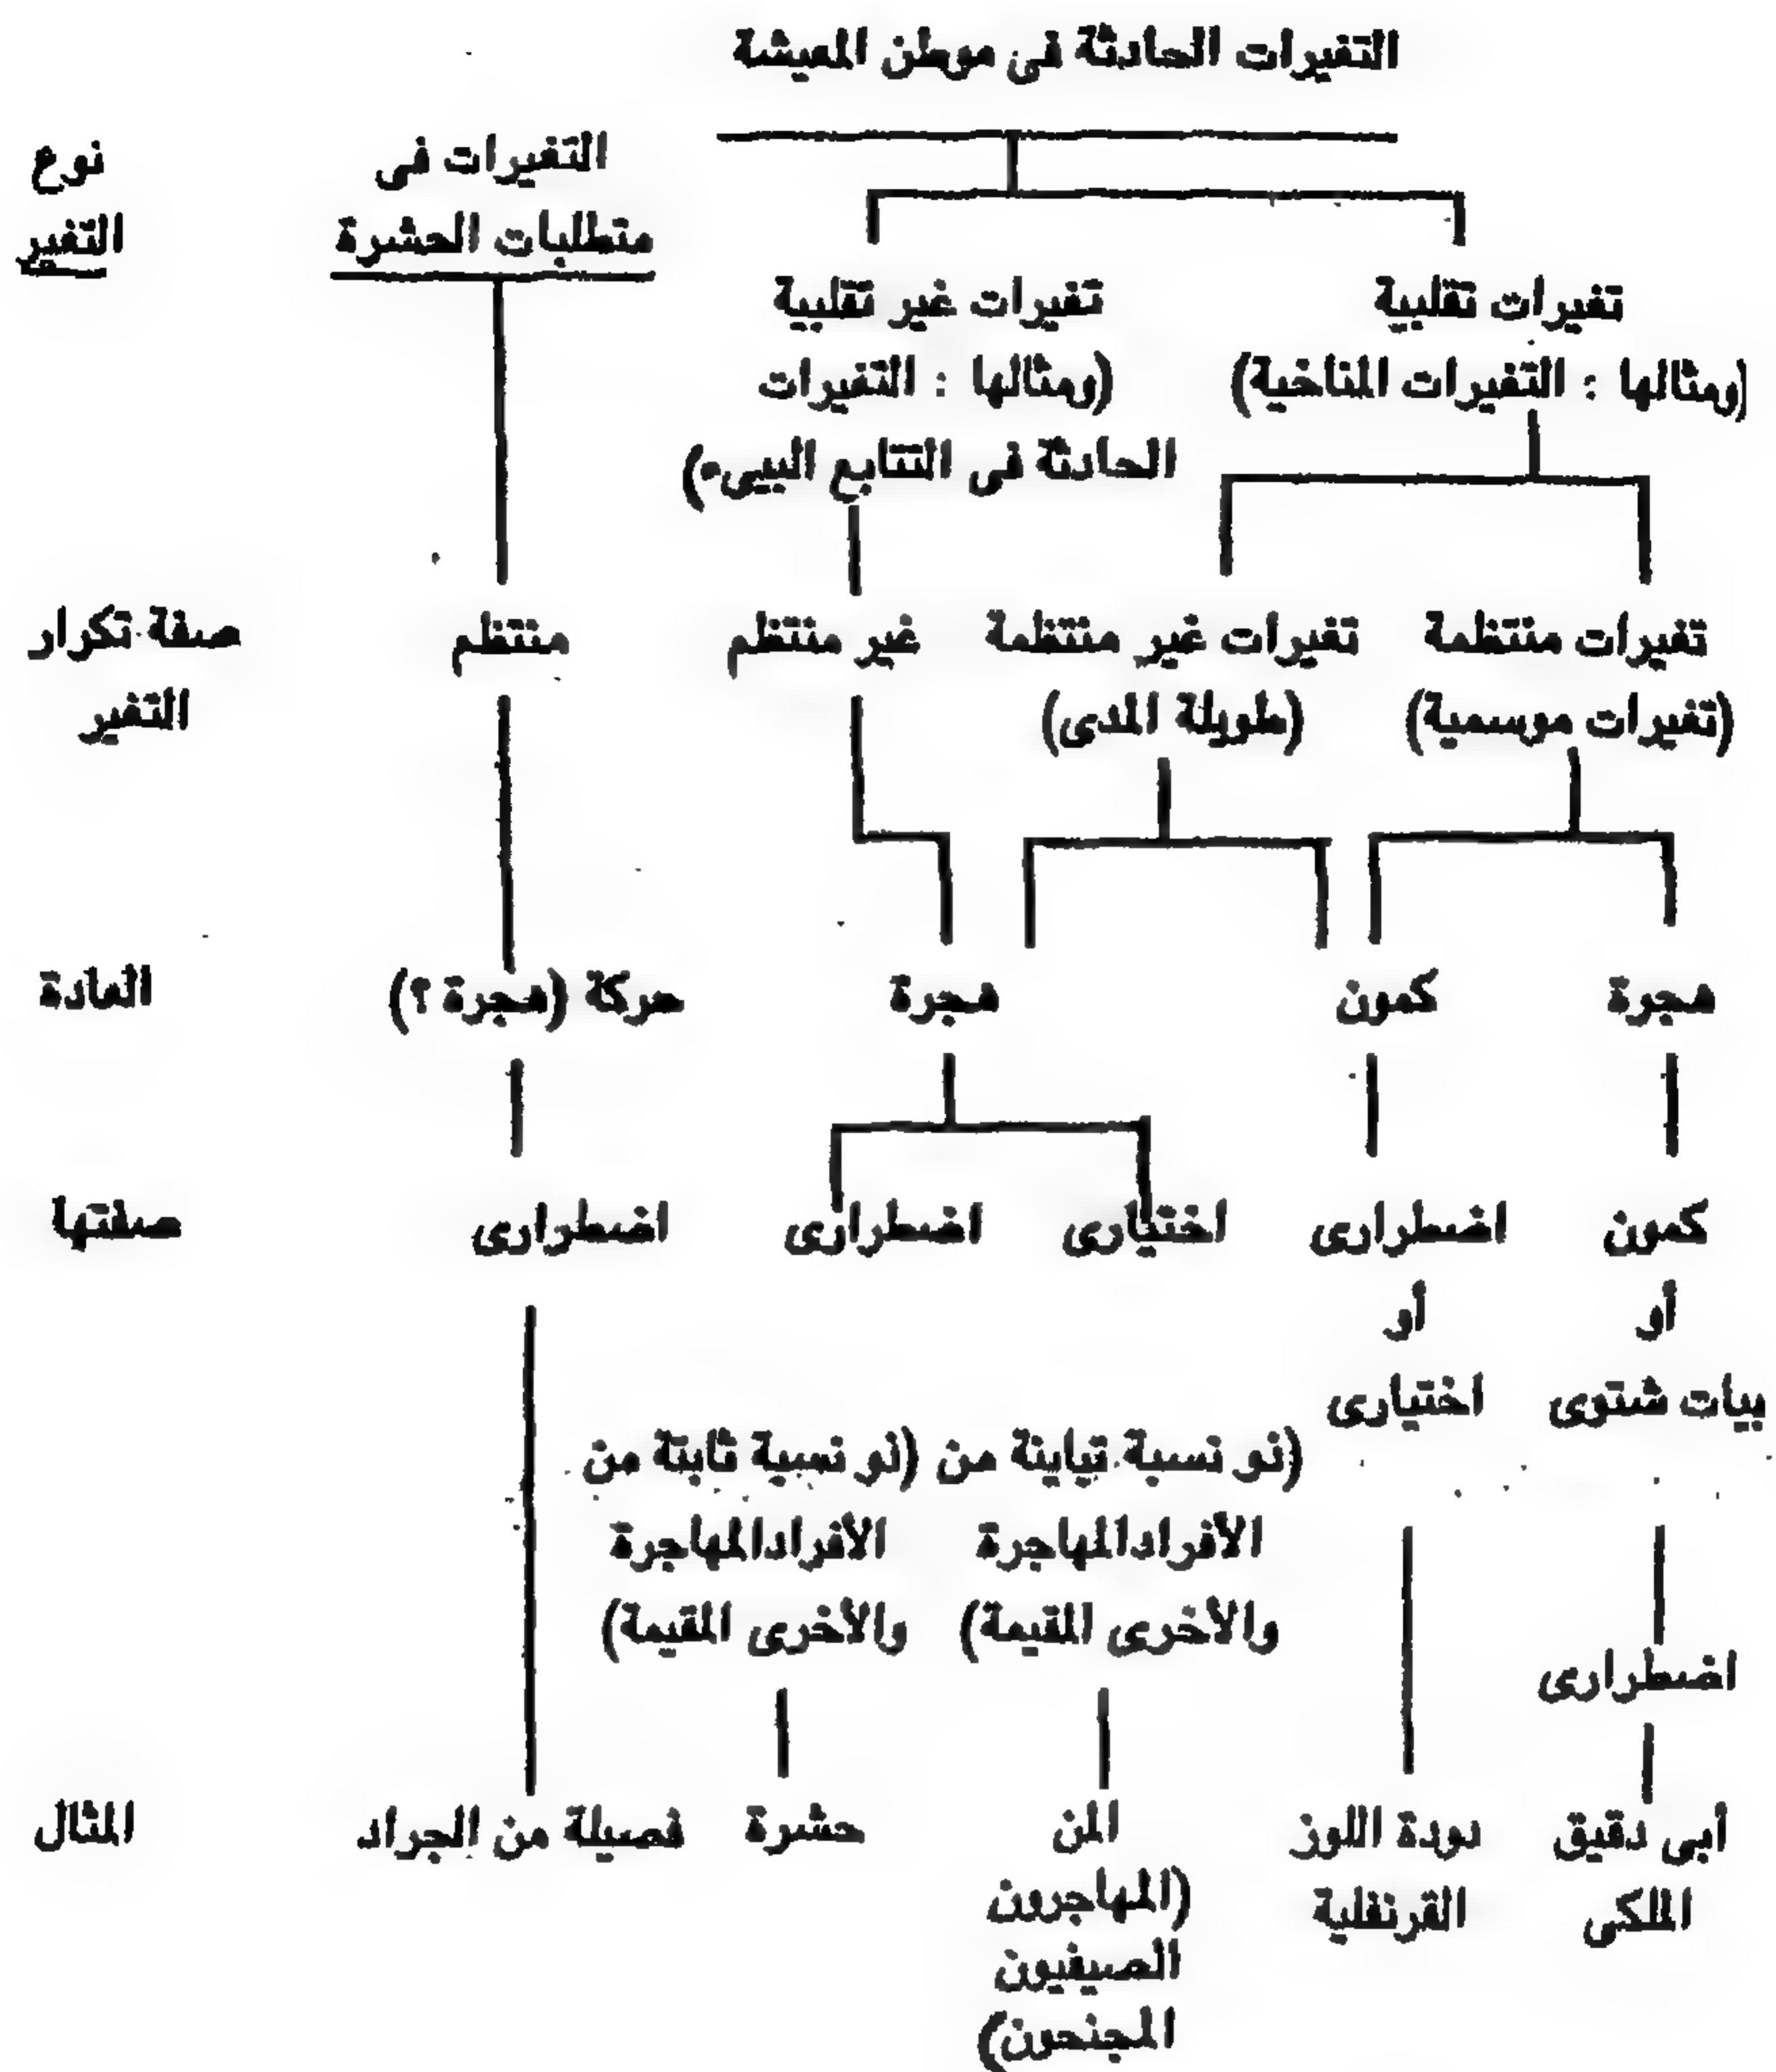 التغيرات الحادثة فى موطن المعيشة
نوع
التغير
التغيرات فى
متطلبات الحشرة
تغيرات غير تقلبية
(ومثالها : التغيرات
الحادثة فى التتابع البيىء)
تغيرات تقلبية
(ومثالها : التغيرات المناخية)
تغيرات منتظمة
(تغيرات موسمية)
تغيرات غير منتظمة
(طويلة المدى)
غير منتظم
منتظم
صفة تكرار
التغير
هجرة
كمون
هجرة
حركة (هجرة ؟)
العادة
كمون
أو
بيات شتوى
اضطرارى
اضطرارى
أو
اختيارى
اختيارى
(ذو نسبة تباينة من
الأفراد المهاجرة
والأخرى المقيمة)
اضطرارى
(ذو نسبة ثابتة من
الأفراد المهاجرة
والأخرى المقيمة)
اضطرارى
صفتها
أبى دقيق
الملكى
دودة اللوز
القرنفلية
المن
(المهاجرون
الصيفيون
المجنحون)
حشرة
فصيلة من الجراد
المثال